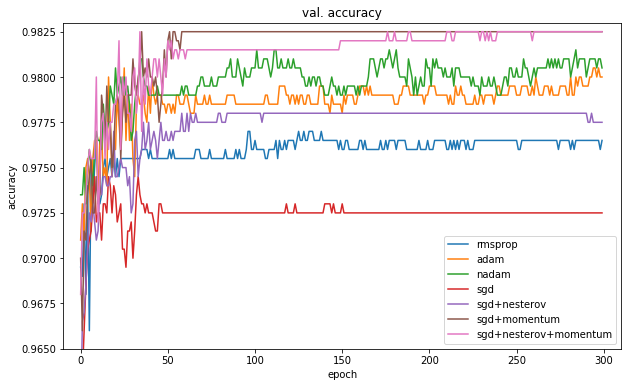 val. accuracy
0.9825
0.9800
0.9775
0.9750
0.9725
0.9700
0.9675
0.9650
accuracy
0
50
100
150
200
250
300
epoch
rmsprop
adam
nadam
sgd
sgd+nesterov
sgd+momentum
sgd+nesterov+momentum